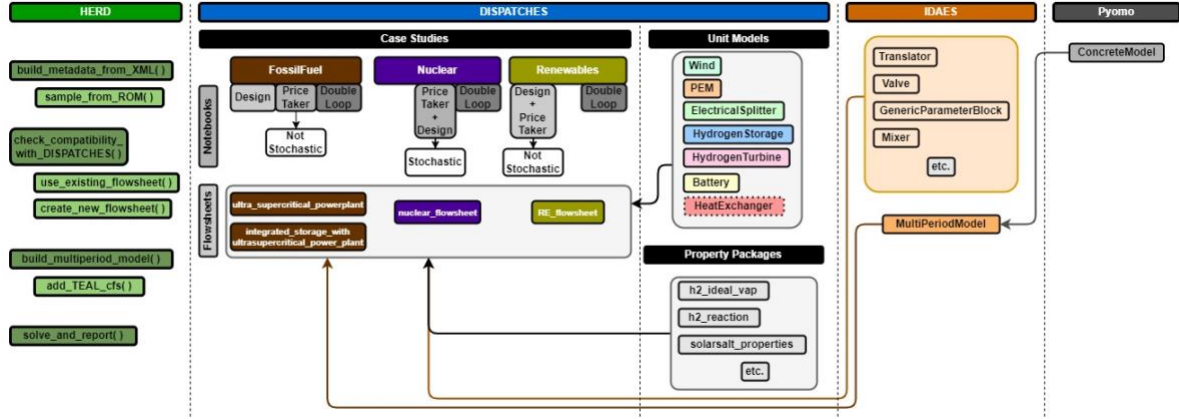 HERD
DISPATCHES
IDAES
Pyomo
build_metadata_from_XML( )
sample_from_ROM( )
check_compatibility_
with_DISPATCHES( )
use_existing_flowsheet( )
create_new_flowsheet( )
build_multiperiod_model( )
add_TEAL_cfs( )
solve_and_report( )
Case Studies
Notebooks
FossilFuel
Design
Price
Taker
Double
Loop
Not
Stochastic
Nuclear
Price
Taker
+
Design
Double
Loop
Stochastic
Renewables
Design
+
Price
Taker
Double
Loop
Not
Stochastic
Flowsheets
ultra_supercritical_powerplant
integrated_storage_with
ultrasupercritical_power_plant
nuclear_flowsheet
RE_flowsheet
Unit Models
Wind
PEM
ElectricalSplitter
HydrogenStorage
HydrogenTurbine
Battery
HeatExchanger
Property Packages
h2_ideal_vap
h2_reaction
solarsalt_properties
etc.
Translator
Valve
GenericParameterBlock
Mixer
etc.
MultiPeriodModel
ConcreteModel